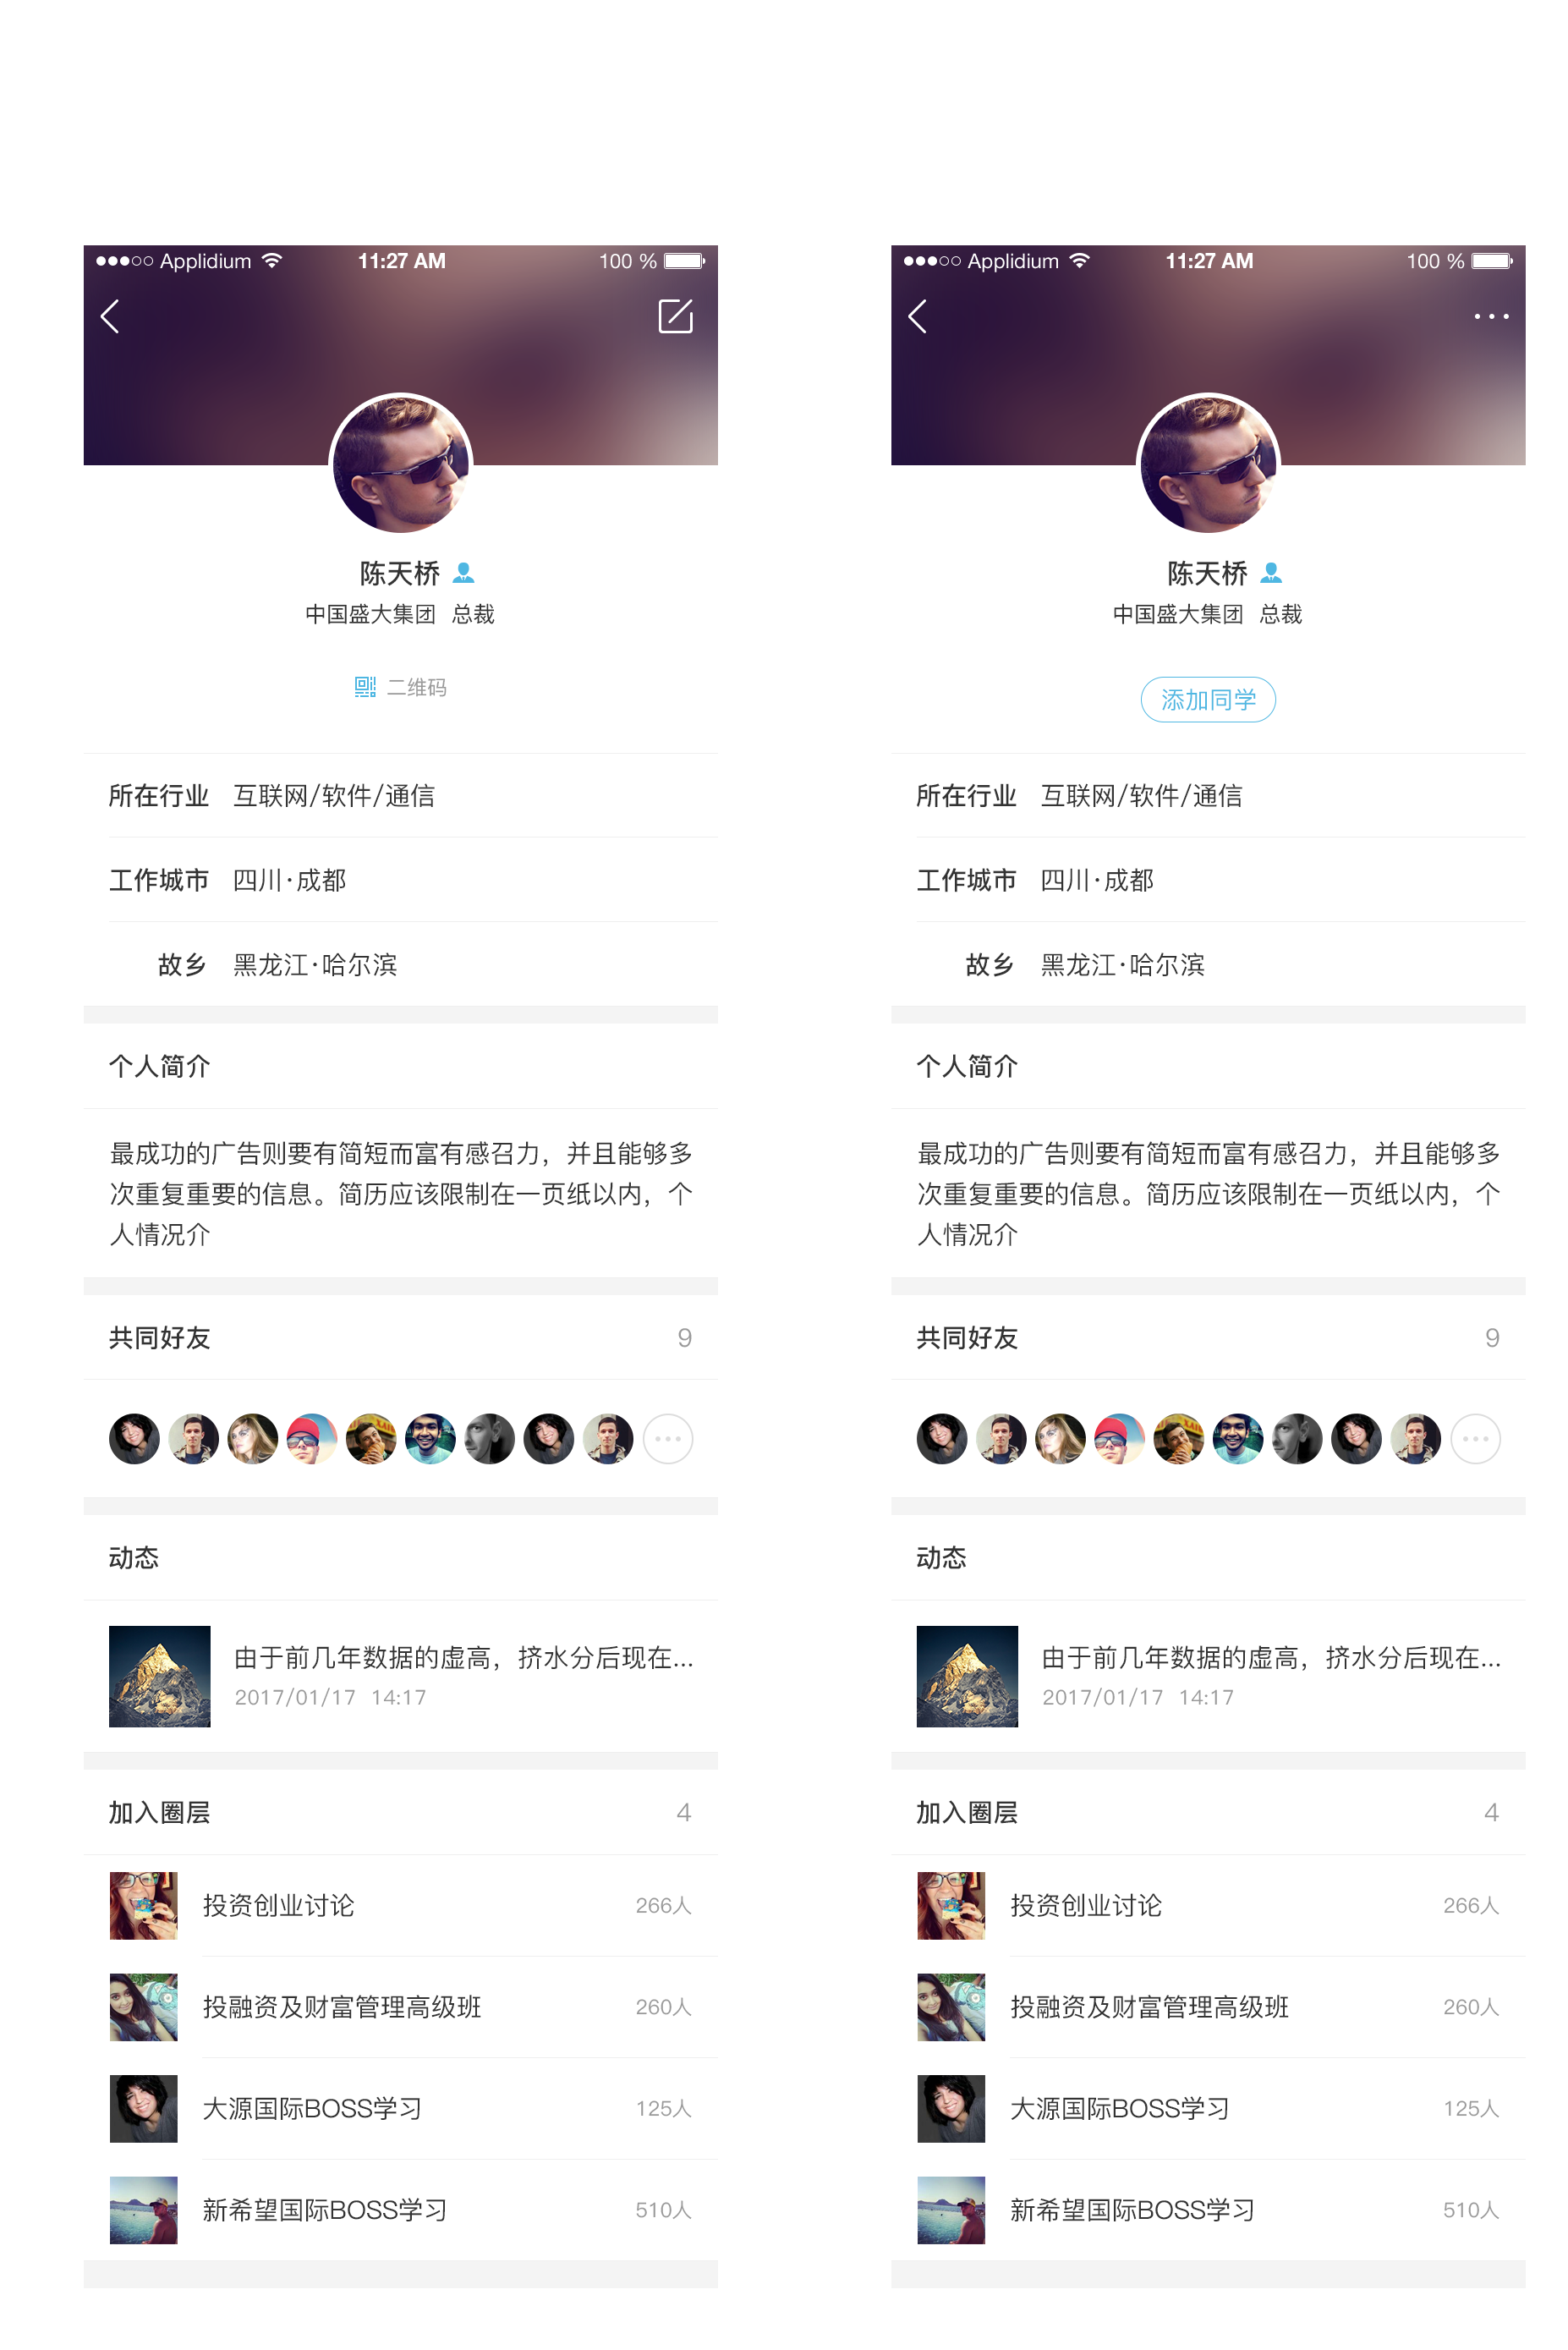 Applidium 11:27 AM 100 %
陈天桥
中国盛大集团 总裁
二维码
所在行业 互联网/软件/通信
工作城市 四川·成都
故乡 黑龙江·哈尔滨
个人简介
最成功的广告则要有简短而富有感召力，并且能够多
次重复重要的信息。简历应该限制在一页纸以内，个
人情况介
共同好友 9
动态
由于前几年数据的虚高，挤水分后现在...
2017/01/17 14:17
加入圈层 4
投资创业讨论 266人
投融资及财富管理高级班 260人
大源国际BOSS学习 125人
新希望国际BOSS学习 510人
Applidium 11:27 AM 100 %
陈天桥
中国盛大集团 总裁
添加同学
所在行业 互联网/软件/通信
工作城市 四川·成都
故乡 黑龙江·哈尔滨
个人简介
最成功的广告则要有简短而富有感召力，并且能够多
次重复重要的信息。简历应该限制在一页纸以内，个
人情况介
共同好友 9
动态
由于前几年数据的虚高，挤水分后现在...
2017/01/17 14:17
加入圈层 4
投资创业讨论 266人
投融资及财富管理高级班 260人
大源国际BOSS学习 125人
新希望国际BOSS学习 510人